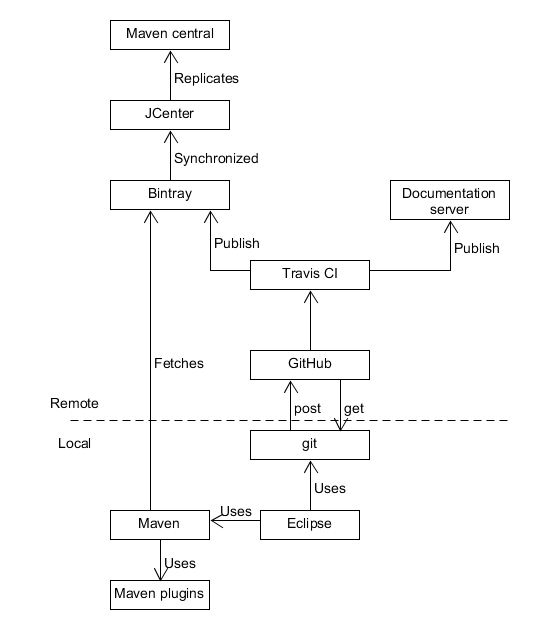 Maven central
Replicates
JCenter
Synchronized
Bintray
Documentation
server
Publish
Publish
Travis CI
Fetches
GitHub
Remote
post
get
Local
git
Uses
Uses
Maven
Eclipse
Uses
Maven plugins